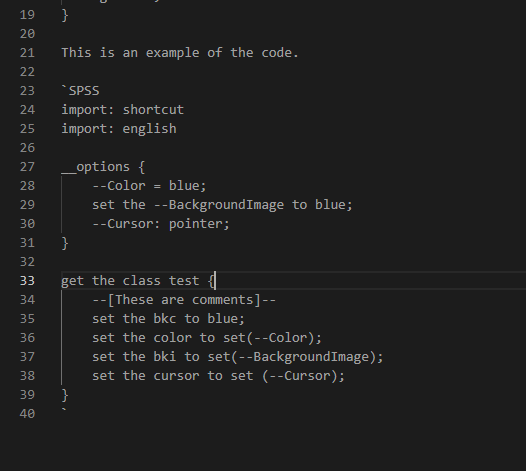 19 }
20
21 This is an example of the code.
22
23 `SPSS
24 import: shortcut
25 import: english
26
27 __options {
28 --Color = blue;
29 set the --BackgroundImage to blue;
30 --Cursor: pointer;
31 }
32
33 get the class test {
34 --[These are comments]--
35 set the bkc to blue;
36 set the color to set(--Color);
37 set the bki to set(--BackgroundImage);
38 set the cursor to set (--Cursor);
39 }
40 `